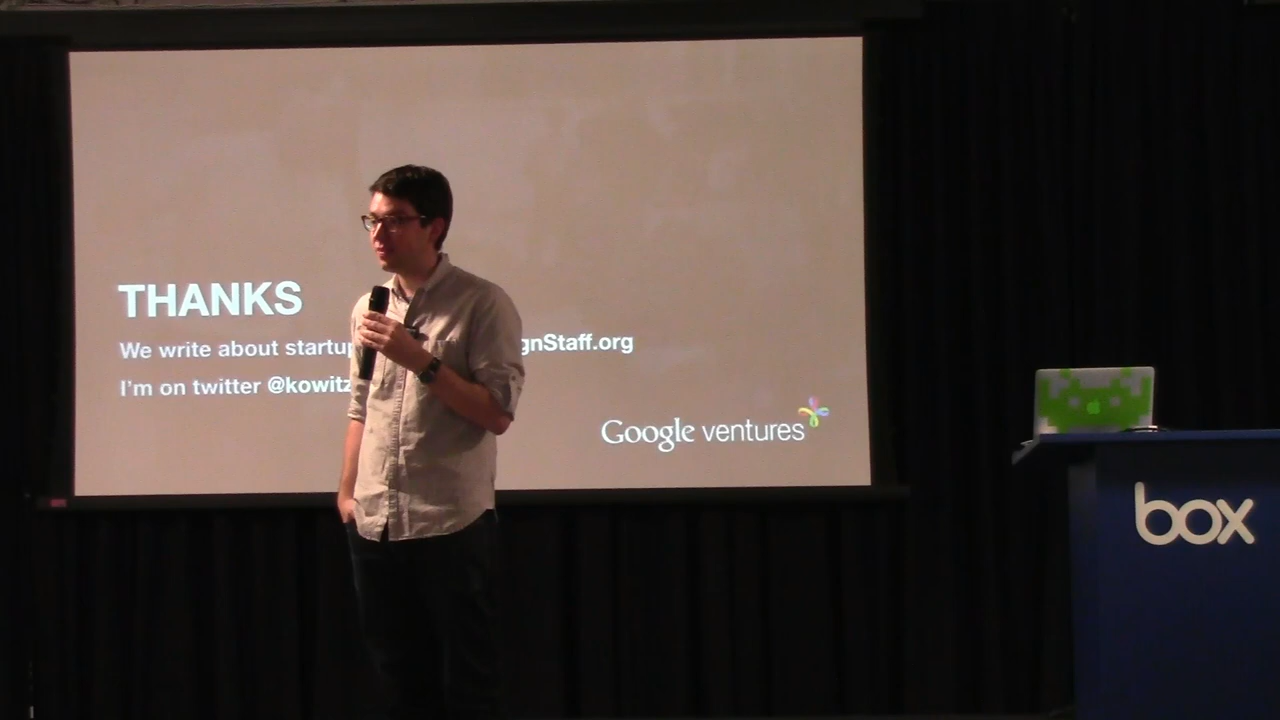 THANKS
We write about startup gnStaff.org
I'm on twitter @kowitz
Google ventures
box